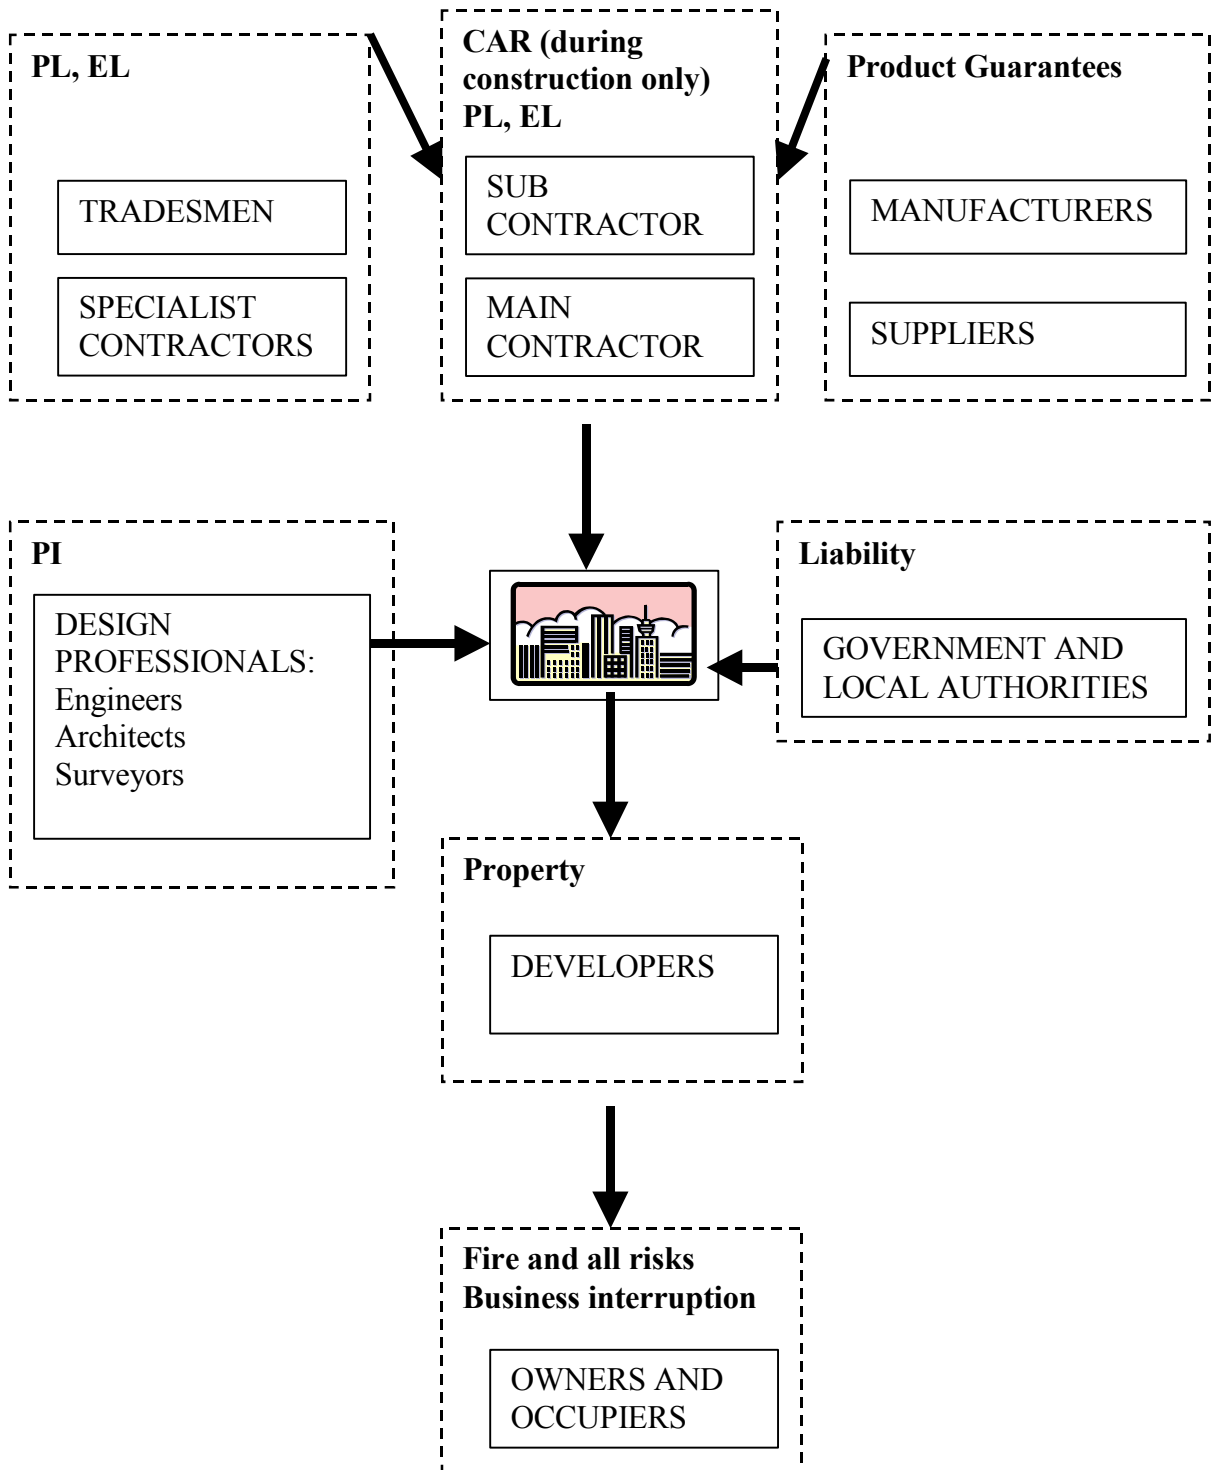 PL, EL
TRADESMEN
SPECIALIST
CONTRACTORS
CAR (during
construction only)
PL, EL
SUB
CONTRACTOR
MAIN
CONTRACTOR
Product Guarantees
MANUFACTURERS
SUPPLIERS
PI
DESIGN
PROFESSIONALS:
Engineers
Architects
Surveyors
Liability
GOVERNMENT AND
LOCAL AUTHORITIES
Property
DEVELOPERS
Fire and all risks
Business interruption
OWNERS AND
OCCUPIERS